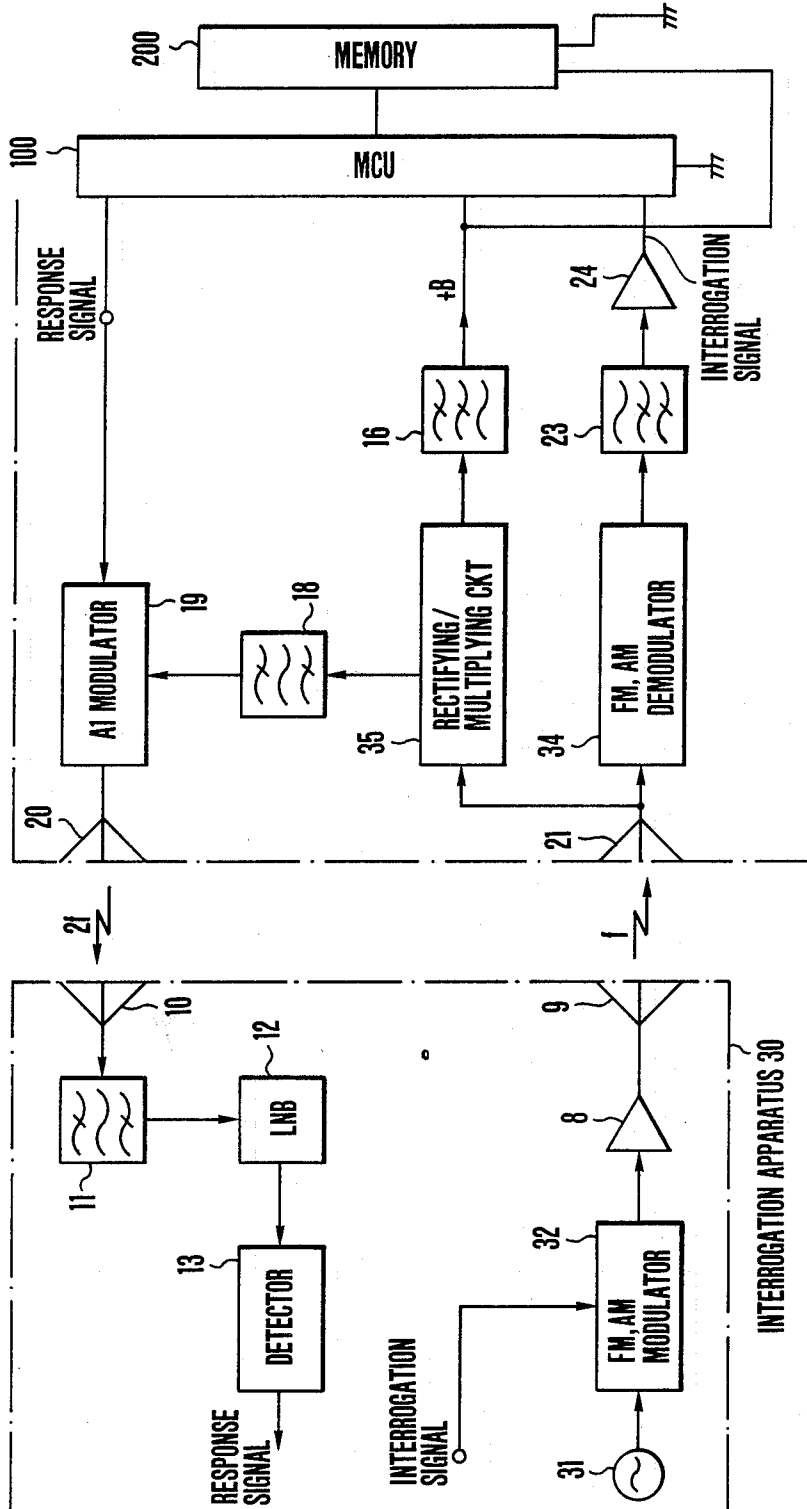 RESPONSE
SIGNAL
100
200
MEMORY
MCU
A1 MODULATOR
19
20
2f
10
11
12
LNB
13
DETECTOR
RESPONSE
SIGNAL
18
RECTIFYING/
MULTIPLYING CKT
35
16
+B
24
23
INTERROGATION
SIGNAL
FM, AM
DEMODULATOR
34
21
f
9
8
32
FM, AM
MODULATOR
INTERROGATION
SIGNAL
31
INTERROGATION APPARATUS 30